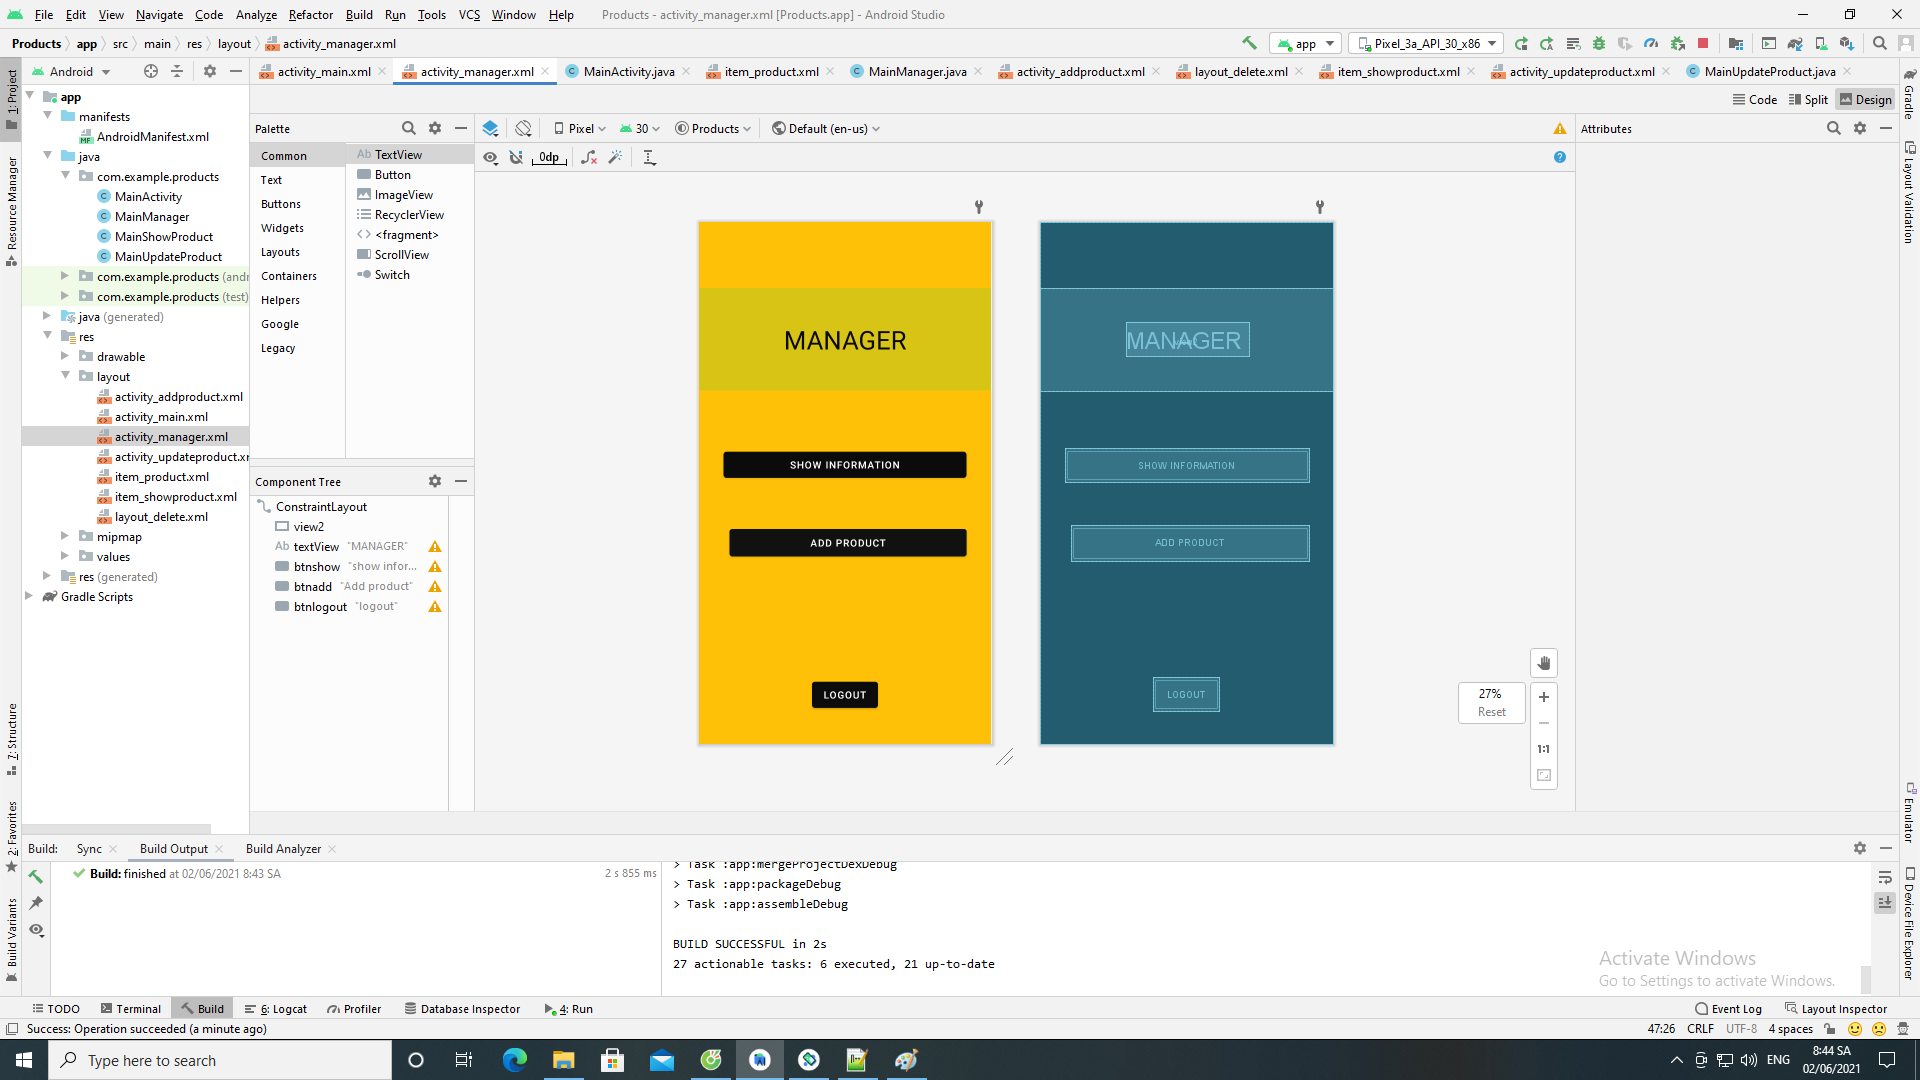 File Edit View Navigate Code Analyze Refactor Build Run Tools VCS Window Help Products - activity_manager.xml [Products.app] - Android Studio
Products app src main res layout activity_manager.xml app Pixel_3a_API_30_x86
1: Project Android activity_main.xml activity_manager.xml MainActivity.java item_product.xml MainManager.java activity_addproduct.xml layout_delete.xml item_showproduct.xml activity_updateproduct.xml MainUpdateProduct.java Gradle
Code Split Design
Palette Pixel 30 Products Default (en-us) Attributes
0dp
Resource Manager
Layout Validation
app
manifests
AndroidManifest.xml
java
com.example.products
MainActivity
MainManager
MainShowProduct
MainUpdateProduct
com.example.products (andr
com.example.products (test)
java (generated)
res
drawable
layout
activity_addproduct.xml
activity_main.xml
activity_manager.xml
activity_updateproduct.xr
item_product.xml
item_showproduct.xml
layout_delete.xml
mipmap
values
res (generated)
Gradle Scripts
Common
Text
Buttons
Widgets
Layouts
Containers
Helpers
Google
Legacy
Ab TextView
Button
ImageView
RecyclerView
<fragment>
ScrollView
Switch
Component Tree
ConstraintLayout
view2
Ab textView "MANAGER"
btnshow "show infor...
btnadd "Add product"
btnlogout "logout"
MANAGER
SHOW INFORMATION
ADD PRODUCT
LOGOUT
MANAGER
SHOW INFORMATION
ADD PRODUCT
LOGOUT
27%
Reset
1:1
7: Structure
2: Favorites
Build Variants
Emulator
Device File Explorer
Build: Sync Build Output Build Analyzer
Build: finished at 02/06/2021 8:43 SA 2 s 855 ms
> Task :app:mergeProjectDexDebug
> Task :app:packageDebug
> Task :app:assembleDebug
BUILD SUCCESSFUL in 2s
27 actionable tasks: 6 executed, 21 up-to-date
Activate Windows
Go to Settings to activate Windows.
TODO Terminal Build 6: Logcat Profiler Database Inspector 4: Run Event Log Layout Inspector
Success: Operation succeeded (a minute ago) 47:26 CRLF UTF-8 4 spaces
Type here to search ENG 8:44 SA
02/06/2021